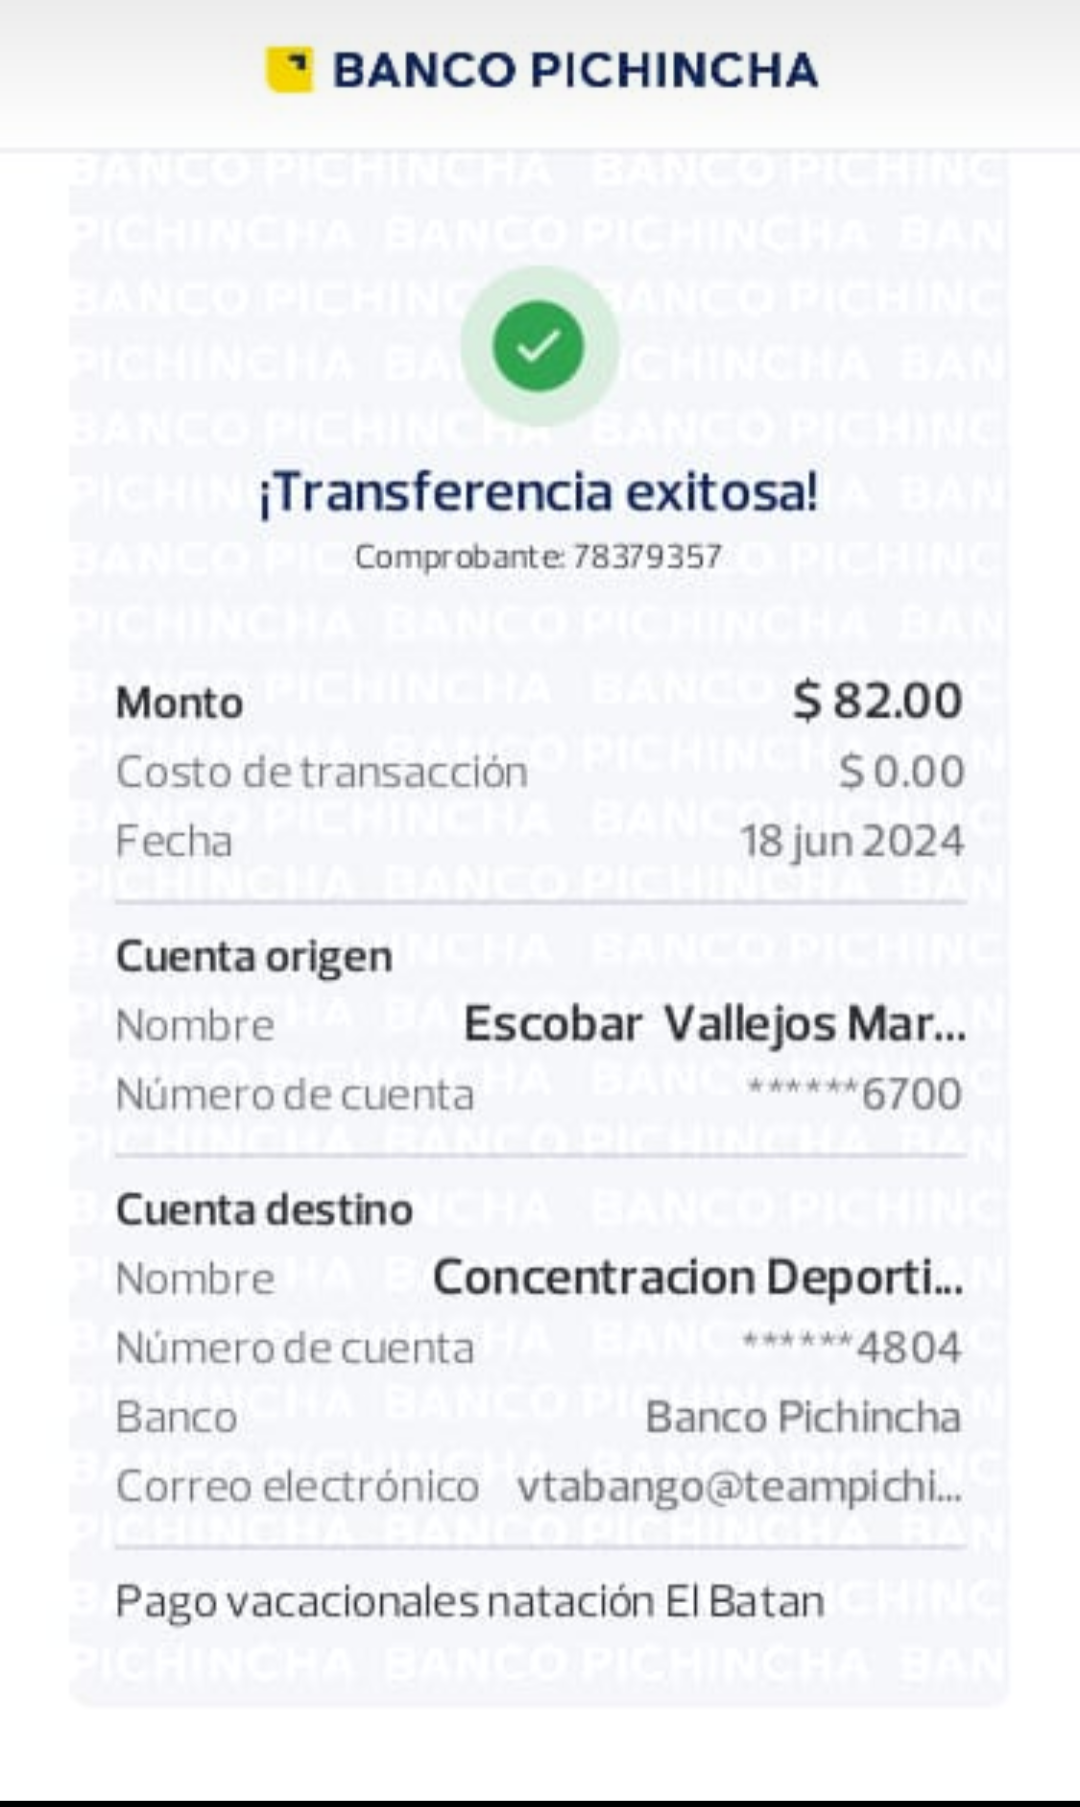 BANCO PICHINCHA
¡Transferencia exitosa!
Comprobante: 78379357
Monto $ 82.00
Costo de transacción $ 0.00
Fecha 18 jun 2024
Cuenta origen
Nombre Escobar Vallejos Mar...
Número de cuenta ******6700
Cuenta destino
Nombre Concentracion Deporti...
Número de cuenta ******4804
Banco Banco Pichincha
Correo electrónico vtabango@teampichi...
Pago vacacionales natación El Batan